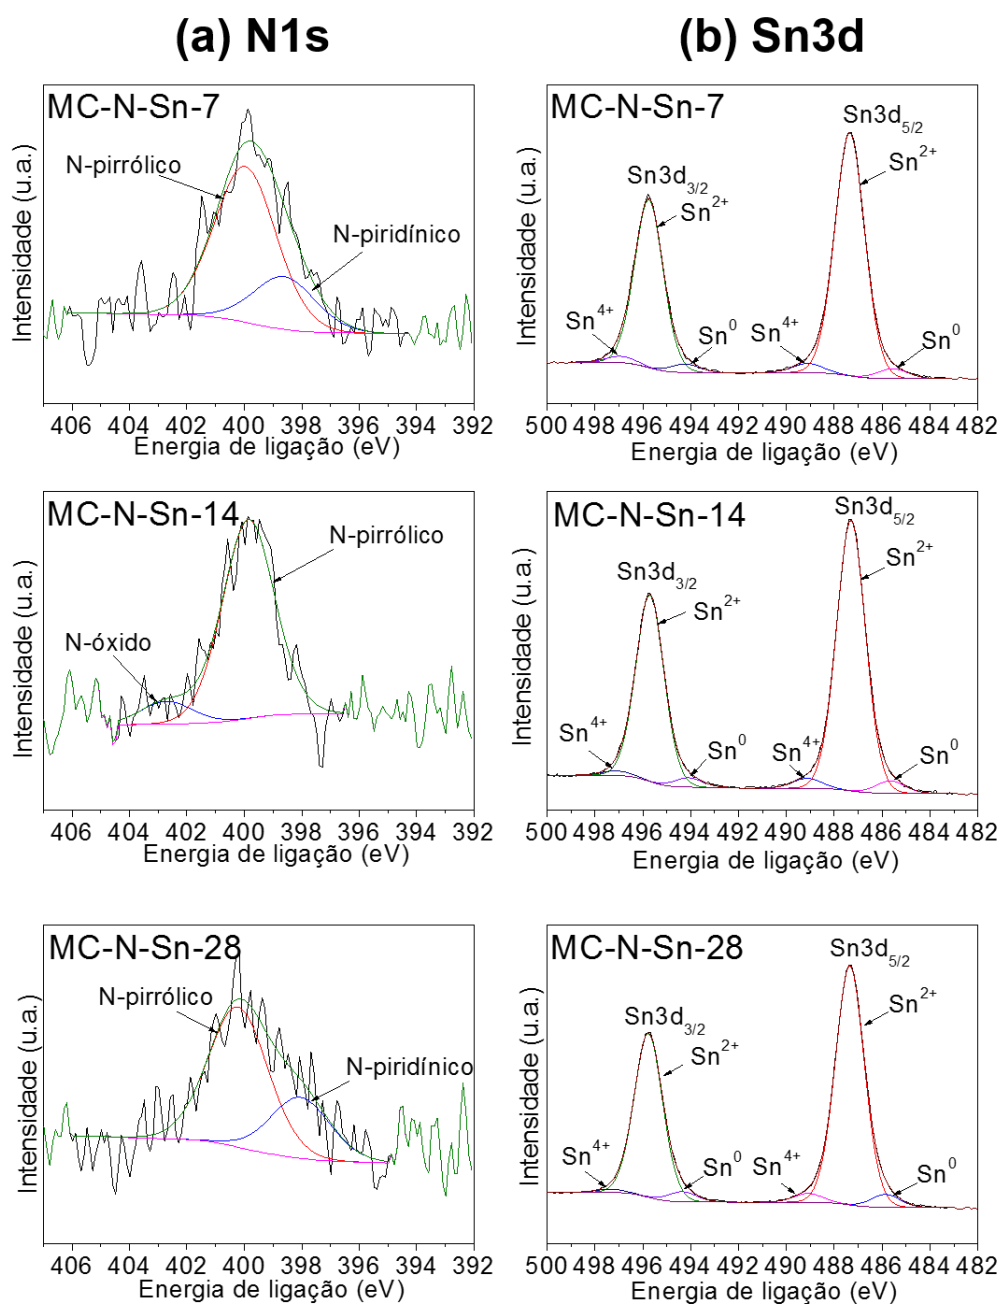 (a) N1s
(b) Sn3d
MC-N-Sn-7
N-pirrólico
N-piridínico
Intensidade (u.a.)
406 404 402 400 398 396 394 392
Energia de ligação (eV)
MC-N-Sn-7
Sn3d5/2
Sn2+
Sn3d3/2
Sn2+
Sn4+
Sn0
Sn4+
Sn0
Intensidade (u.a.)
500 498 496 494 492 490 488 486 484 482
Energia de ligação (eV)
MC-N-Sn-14
N-pirrólico
N-óxido
Intensidade (u.a.)
406 404 402 400 398 396 394 392
Energia de ligação (eV)
MC-N-Sn-14
Sn3d5/2
Sn2+
Sn3d3/2
Sn2+
Sn4+
Sn0
Sn4+
Sn0
Intensidade (u.a.)
500 498 496 494 492 490 488 486 484 482
Energia de ligação (eV)
MC-N-Sn-28
N-pirrólico
N-piridínico
Intensidade (u.a.)
406 404 402 400 398 396 394 392
Energia de ligação (eV)
MC-N-Sn-28
Sn3d5/2
Sn2+
Sn3d3/2
Sn2+
Sn4+
Sn0
Sn4+
Sn0
Intensidade (u.a.)
500 498 496 494 492 490 488 486 484 482
Energia de ligação (eV)